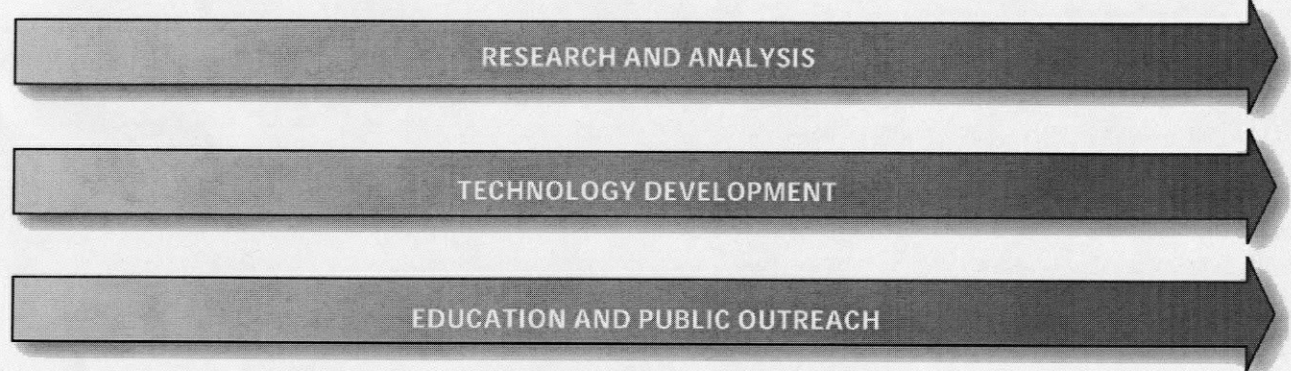 RESEARCH AND ANALYSIS
TECHNOLOGY DEVELOPMENT
EDUCATION AND PUBLIC OUTREACH